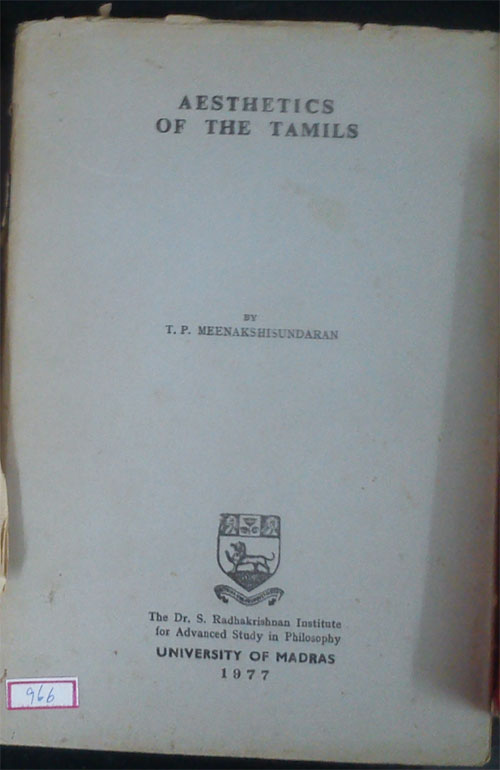 AESTHETICS
OF THE TAMILS
BY
T. P. MEENAKSHISUNDARAN
The Dr. S. Radhakrishnan Institute
for Advanced Study in Philosophy
UNIVERSITY OF MADRAS
1977
966